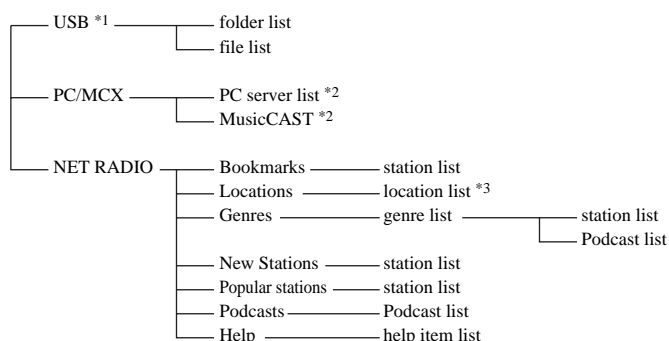 USB *1 folder list
file list
PC/MCX PC server list *2
MusicCAST *2
NET RADIO Bookmarks station list
Locations location list *3
Genres genre list station list
Podcast list
New Stations station list
Popular stations station list
Podcasts Podcast list
Help help item list